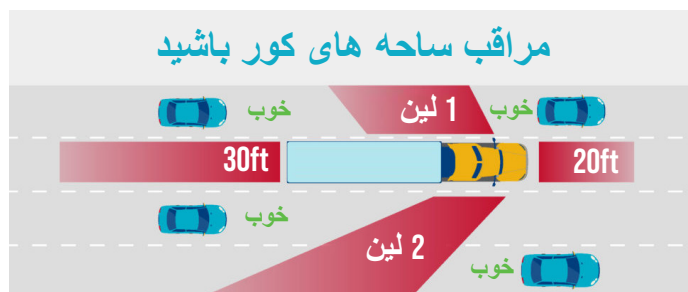 مراقب ساحه های کور باشید
خوب
1 لین
خوب
30ft
20ft
خوب
2 لین
خوب